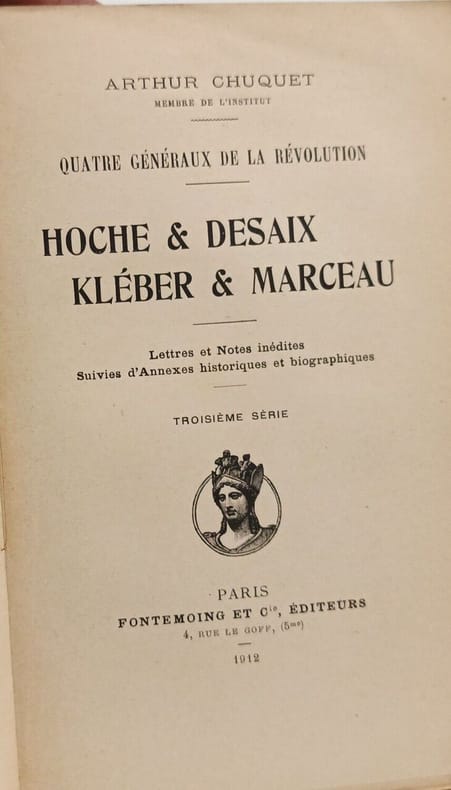 ARTHUR CHUQUET
MEMBRE DE L'INSTITUT
QUATRE GÉNÉRAUX DE LA RÉVOLUTION
HOCHE & DESAIX
KLÉBER & MARCEAU
Lettres et Notes inédites
Suivies d'Annexes historiques et biographiques
TROISIÈME SÉRIE
PARIS
FONTEMOING ET Cie, ÉDITEURS
4, RUE LE GOFF, (5me)
1912